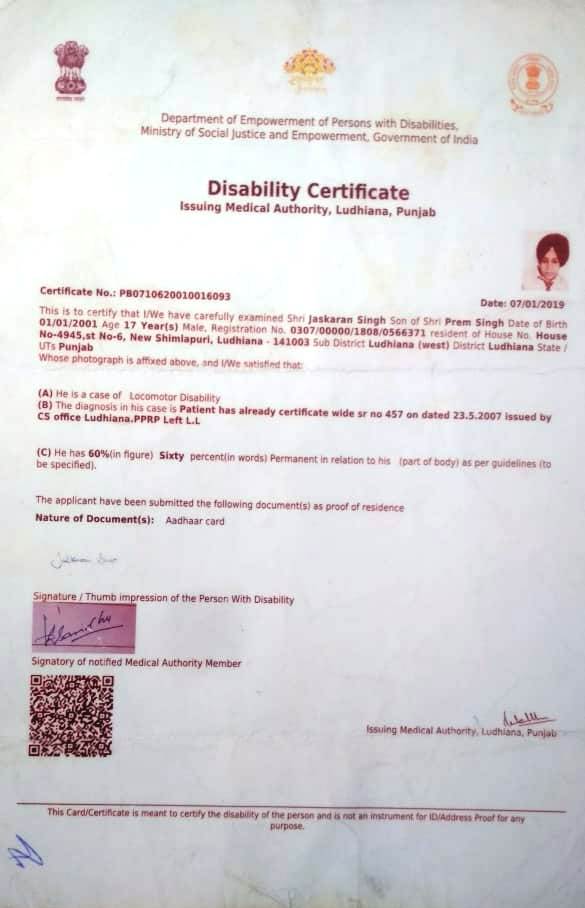 Department of Empowerment of Persons with Disabilities,
Ministry of Social Justice and Empowerment, Government of India
Disability Certificate
Issuing Medical Authority, Ludhiana, Punjab
Certificate No.: PB0710620010016093
Date: 07/01/2019
This is to certify that I/We have carefully examined Shri Jaskaran Singh Son of Shri Prem Singh Date of Birth
01/01/2001 Age 17 Year(s) Male, Registration No. 0307/00000/1808/0566371 resident of House No. House
No-4945,st No-6, New Shimlapuri, Ludhiana - 141003 Sub District Ludhiana (west) District Ludhiana State /
UTs Punjab
Whose photograph is affixed above, and I/We satisfied that:
(A) He is a case of Locomotor Disability
(B) The diagnosis in his case is Patient has already certificate wide sr no 457 on dated 23.5.2007 issued by
CS office Ludhiana.PPRP Left L.L
(C) He has 60%(in figure) Sixty percent(in words) Permanent in relation to his (part of body) as per guidelines (to
be specified).
The applicant have been submitted the following document(s) as proof of residence
Nature of Document(s): Aadhaar card
Signature / Thumb impression of the Person With Disability
Signatory of notified Medical Authority Member
Issuing Medical Authority, Ludhiana, Punjab
This Card/Certificate is meant to certify the disability of the person and is not an instrument for ID/Address Proof for any
purpose.